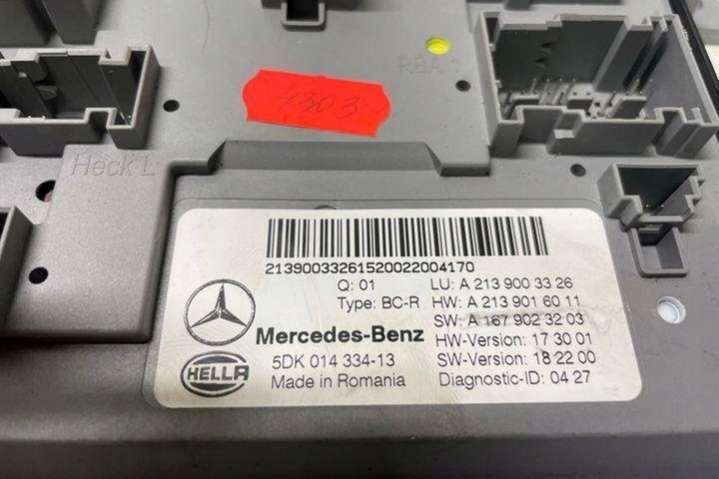 RBA
1303
Heck L
21390033261520022004170
Q: 01 LU: A 213 900 33 26
Type: BC-R HW: A 213 901 60 11
SW: A 167 902 32 03
Mercedes-Benz HW-Version: 17 30 01
HELLA 5DK 014 334-13 SW-Version: 18 22 00
Made in Romania Diagnostic-ID: 04 27